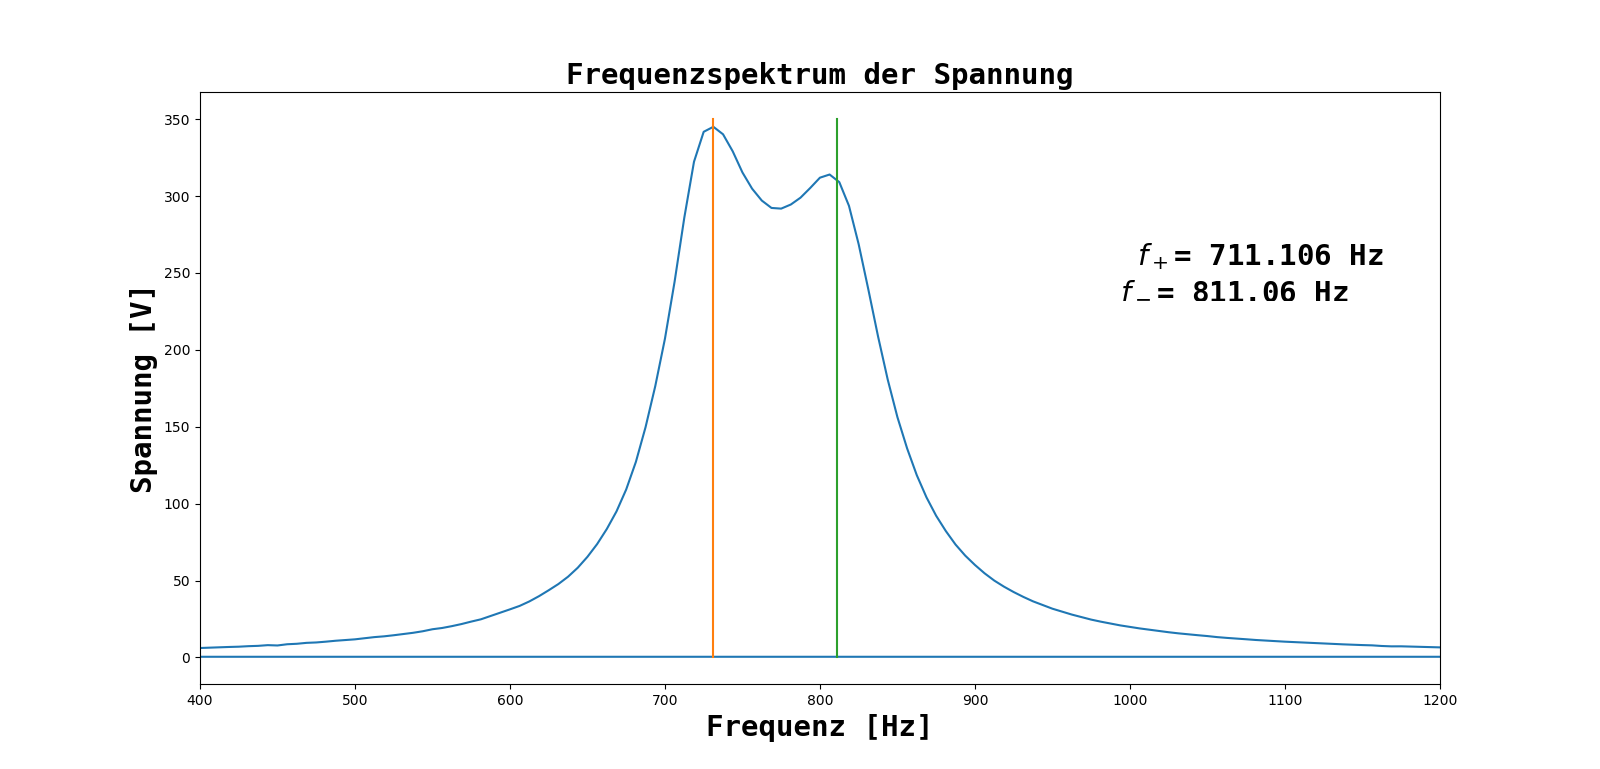 Frequenzspektrum der Spannung
Spannung [V]
350
300
250
200
150
100
50
0
f₊= 711.106 Hz
f₋= 811.06 Hz
400 500 600 700 800 900 1000 1100 1200
Frequenz [Hz]